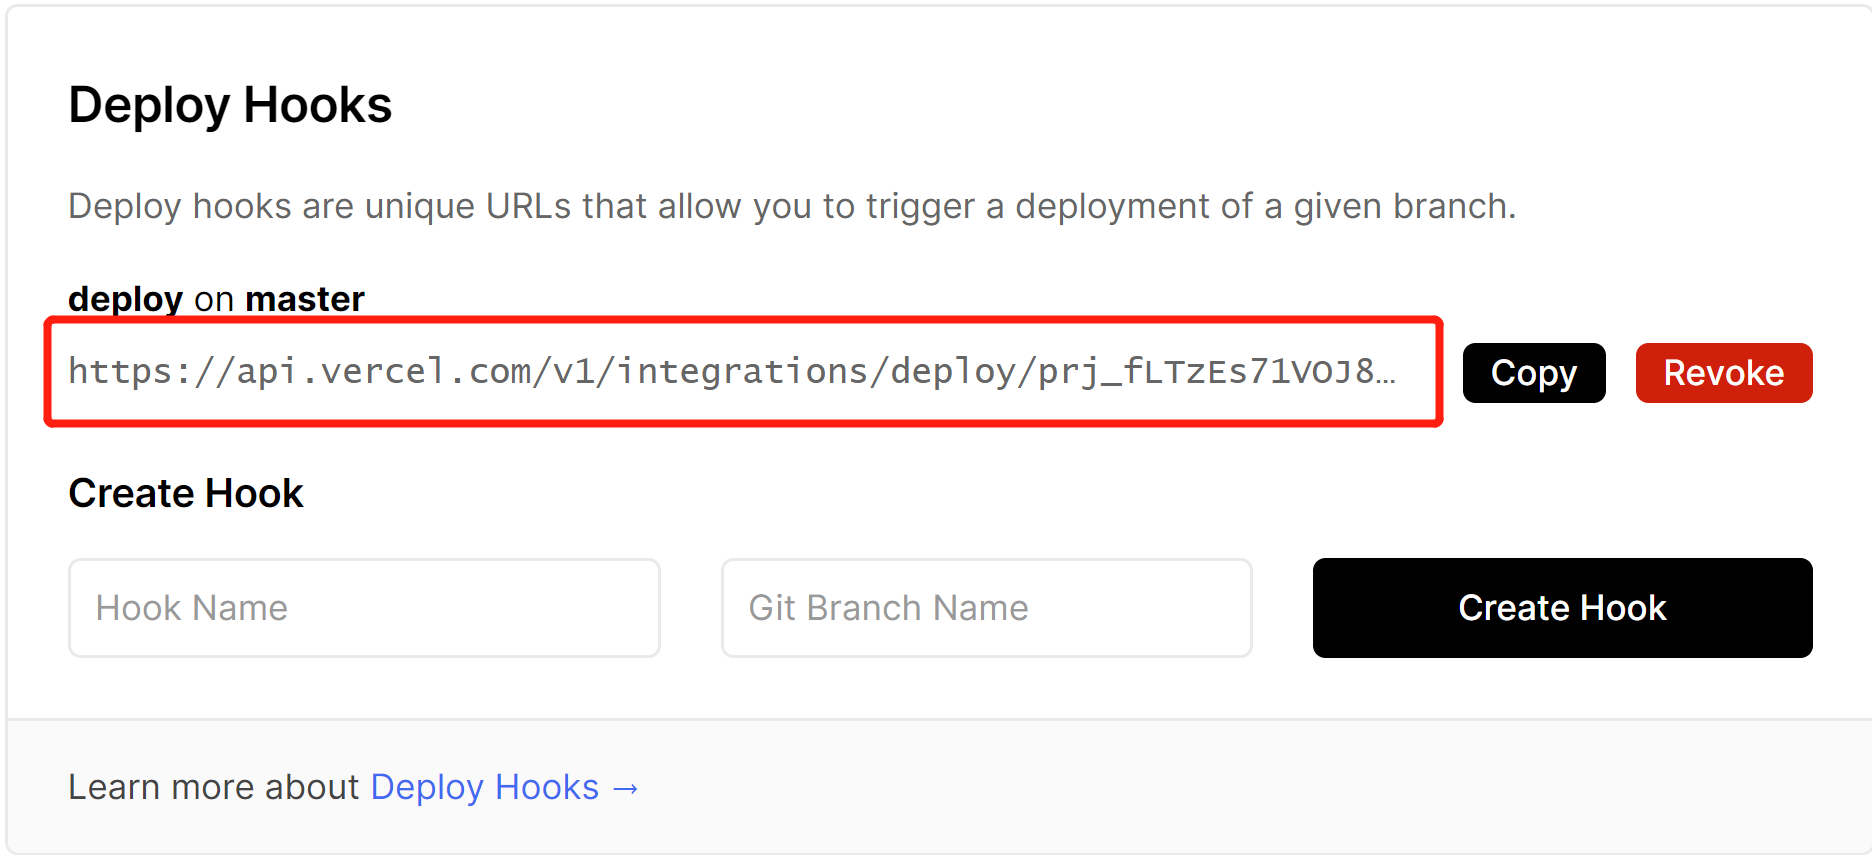 Deploy Hooks
Deploy hooks are unique URLs that allow you to trigger a deployment of a given branch.
deploy on master
https://api.vercel.com/v1/integrations/deploy/prj_fLTzEs71VOJ8…
Copy
Revoke
Create Hook
Hook Name
Git Branch Name
Create Hook
Learn more about Deploy Hooks →